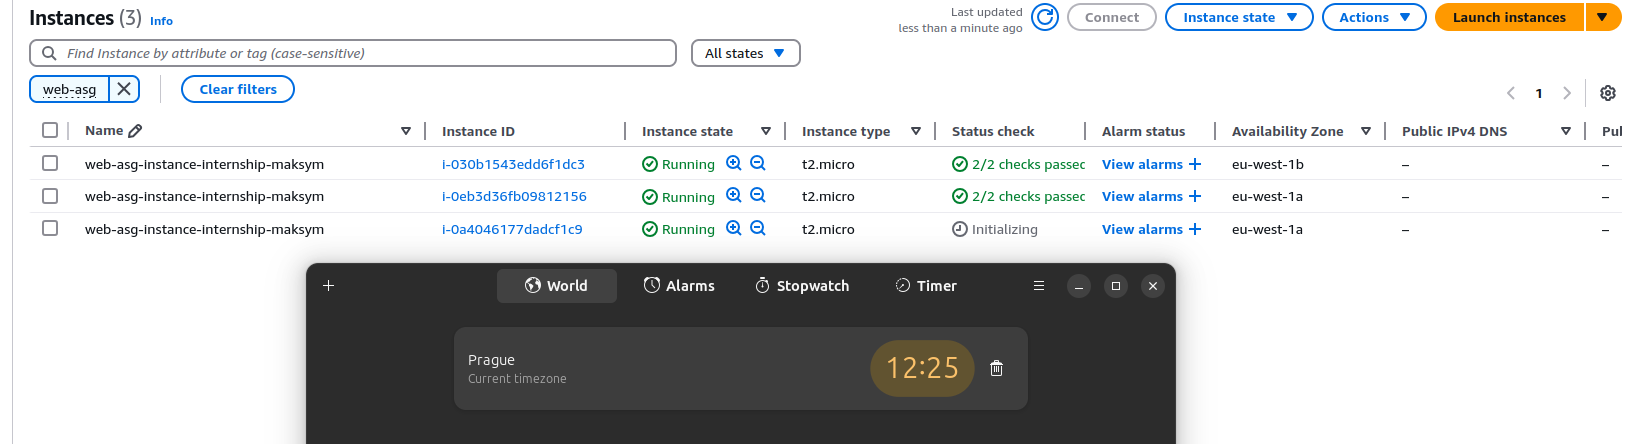 Instances (3) Info
Last updated
less than a minute ago
Connect
Instance state
Actions
Launch instances
Find Instance by attribute or tag (case-sensitive)
All states
web-asg
Clear filters
1
Name Instance ID Instance state Instance type Status check Alarm status Availability Zone Public IPv4 DNS Pul
web-asg-instance-internship-maksym i-030b1543edd6f1dc3 Running t2.micro 2/2 checks passec View alarms + eu-west-1b – –
web-asg-instance-internship-maksym i-0eb3d36fb09812156 Running t2.micro 2/2 checks passec View alarms + eu-west-1a – –
web-asg-instance-internship-maksym i-0a4046177dadcf1c9 Running t2.micro Initializing View alarms + eu-west-1a – –
World Alarms Stopwatch Timer
Prague
Current timezone
12:25